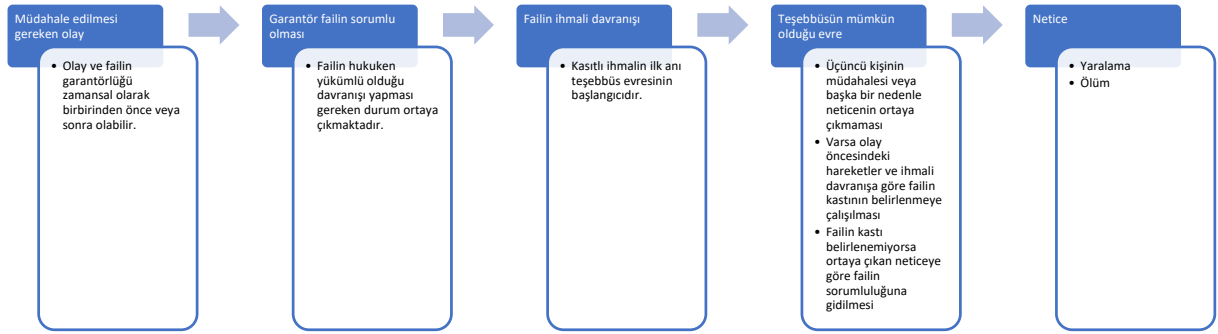 Müdahale edilmesi
gereken olay
• Olay ve failin
garantörlüğü
zamansal olarak
birbirinden önce veya
sonra olabilir.
Garantör failin sorumlu
olması
• Failin hukuken
yükümlü olduğu
davranışı yapması
gereken durum ortaya
çıkmaktadır.
Failin ihmali davranışı
• Kasıtlı ihmalin ilk anı
teşebbüs evresinin
başlangıcıdır.
Teşebbüsün mümkün
olduğu evre
• Üçüncü kişinin
müdahalesi veya
başka bir nedenle
neticenin ortaya
çıkmaması
• Varsa olay
öncesindeki
hareketler ve ihmali
davranışa göre failin
kastının belirlenmeye
çalışılması
• Failin kastı
belirlenemiyorsa
ortaya çıkan neticeye
göre failin
sorumluluğuna
gidilmesi
Netice
• Yaralama
• Ölüm